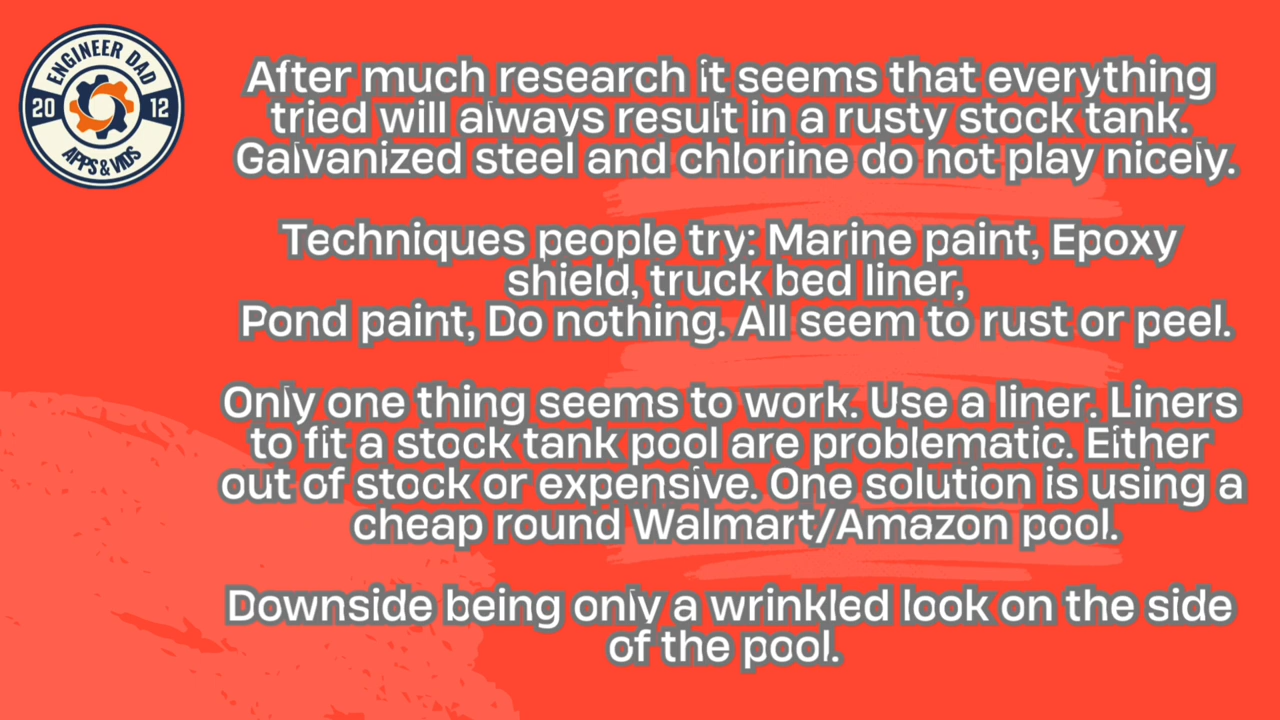 ENGINEER DAD
20 12
APPS & VIDS
After much research it seems that everything
tried will always result in a rusty stock tank.
Galvanized steel and chlorine do not play nicely.
Techniques people try: Marine paint, Epoxy
shield, truck bed liner,
Pond paint, Do nothing. All seem to rust or peel.
Only one thing seems to work. Use a liner. Liners
to fit a stock tank pool are problematic. Either
out of stock or expensive. One solution is using a
cheap round Walmart/Amazon pool.
Downside being only a wrinkled look on the side
of the pool.